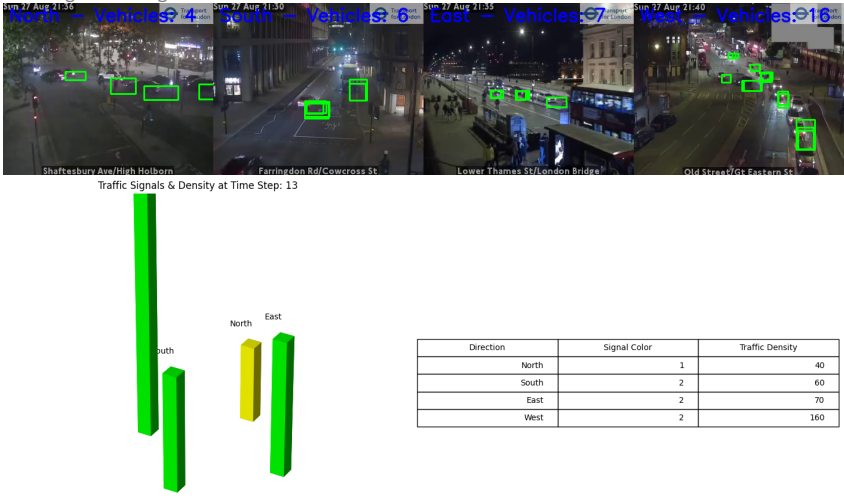 Sun 27 Aug 21:36
North - Vehicles: 4
Sun 27 Aug 21:30
South - Vehicles: 6
Sun 27 Aug 21:35
East - Vehicles: 7
Sun 27 Aug 21:40
West - Vehicles: 16
Shaftesbury Ave/High Holborn
Farringdon Rd/Cowcross St
Lower Thames St/London Bridge
Old Street/Gt Eastern St
Traffic Signals & Density at Time Step: 13
North
East
outh
Direction Signal Color Traffic Density
North 1 40
South 2 60
East 2 70
West 2 160